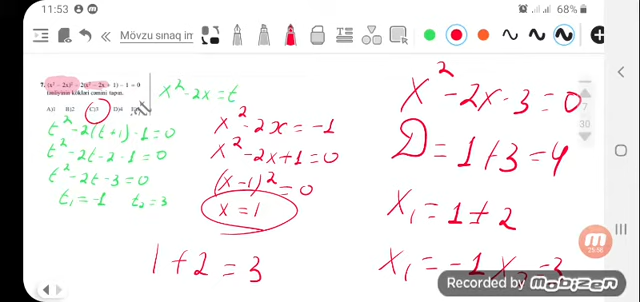 11:53
68%
Mövzu sınaq im...
7. (x² − 2x)² − 2(x² − 2x + 1) − 1 = 0
tənliyinin kökləri cəmini tapın.
A)1 B)2 C)3 D)4
x² - 2x = t
t² - 2(t+1) - 1 = 0
t² - 2t - 2 - 1 = 0
t² - 2t - 3 = 0
t₁ = -1 t₂ = 3
x² - 2x = -1
x² - 2x + 1 = 0
(x-1)² = 0
x = 1
1 + 2 = 3
x² - 2x - 3 = 0
D = 1 + 3 = 4
x₁ = 1 ± 2
x₁ = -1 x₂ = 3
7
30
Recorded by
mobizen